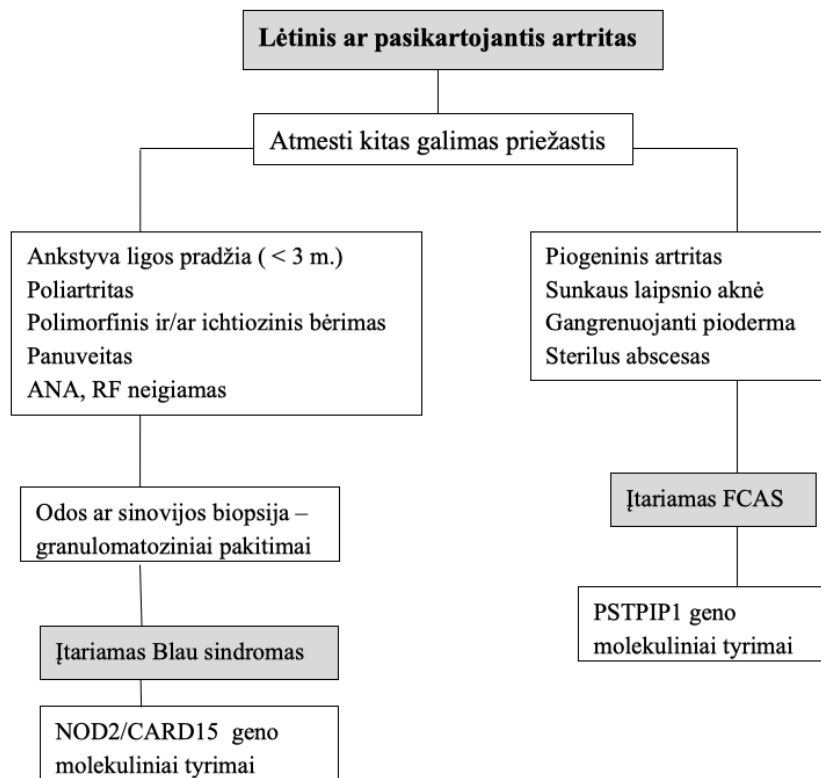 Lėtinis ar pasikartojantis artritas
Atmesti kitas galimas priežastis
Ankstyva ligos pradžia ( < 3 m.)
Poliartritas
Polimorfinis ir/ar ichtiozinis bėrimas
Panuveitas
ANA, RF neigiamas
Odos ar sinovijos biopsija –
granulomatoziniai pakitimai
Įtariamas Blau sindromas
NOD2/CARD15 geno
molekuliniai tyrimai
Piogeninis artritas
Sunkaus laipsnio aknė
Gangrenuojanti pioderma
Sterilus abscesas
Įtariamas FCAS
PSTPIP1 geno
molekuliniai tyrimai